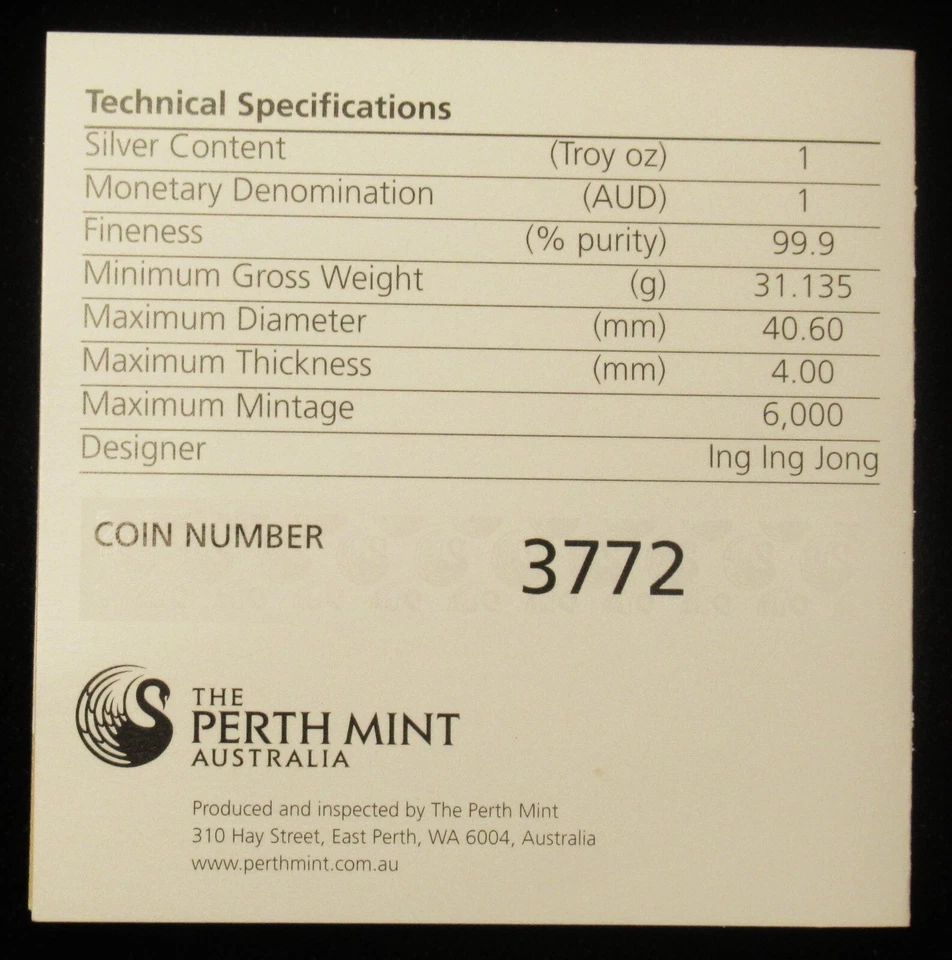 Technical Specifications
Silver Content (Troy oz) 1
Monetary Denomination (AUD) 1
Fineness (% purity) 99.9
Minimum Gross Weight (g) 31.135
Maximum Diameter (mm) 40.60
Maximum Thickness (mm) 4.00
Maximum Mintage 6,000
Designer Ing Ing Jong
COIN NUMBER 3772
THE
PERTH MINT
AUSTRALIA
Produced and inspected by The Perth Mint
310 Hay Street, East Perth, WA 6004, Australia
www.perthmint.com.au